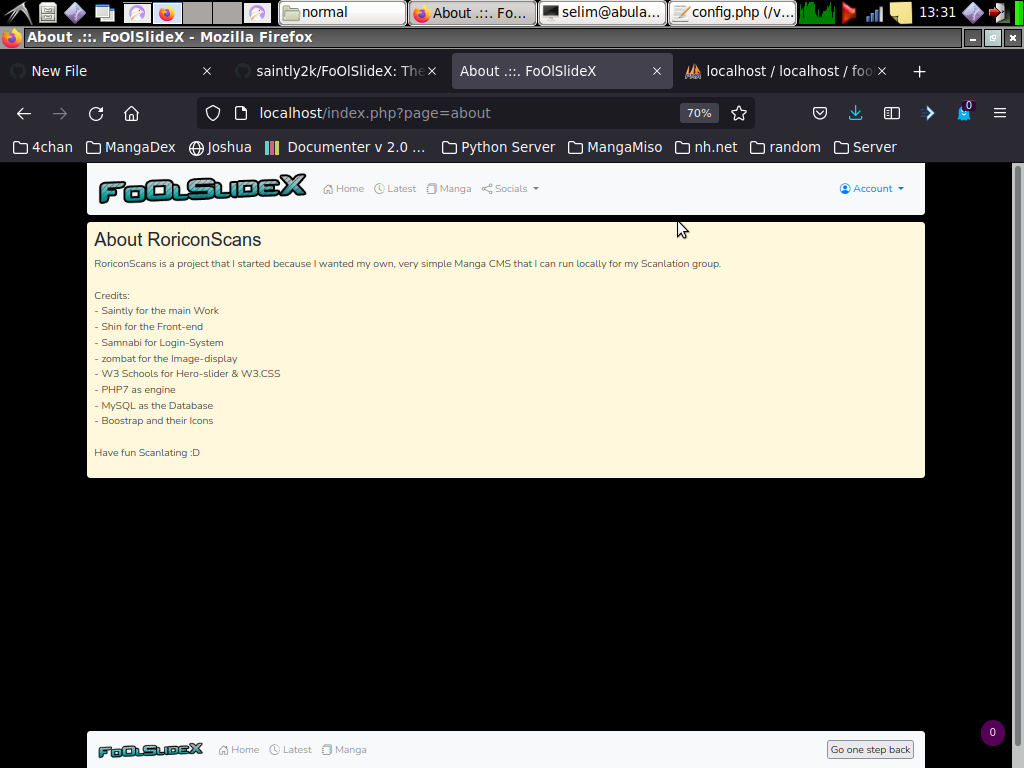 normal
About .::. Fo...
selim@abula...
config.php (/v...
13:31
About .::. FoOlSlideX - Mozilla Firefox
New File
saintly2k/FoOlSlideX: The
About .::. FoOlSlideX
localhost / localhost / foo
localhost/index.php?page=about
70%
0
4chan
MangaDex
Joshua
Documenter v 2.0 ...
Python Server
MangaMiso
nh.net
random
Server
FoOlSlideX
Home
Latest
Manga
Socials
Account
About RoriconScans
RoriconScans is a project that I started because I wanted my own, very simple Manga CMS that I can run locally for my Scanlation group.
Credits:
- Saintly for the main Work
- Shin for the Front-end
- Samnabi for Login-System
- zombat for the Image-display
- W3 Schools for Hero-slider & W3.CSS
- PHP7 as engine
- MySQL as the Database
- Boostrap and their Icons
Have fun Scanlating :D
0
FoOlSlideX
Home
Latest
Manga
Go one step back